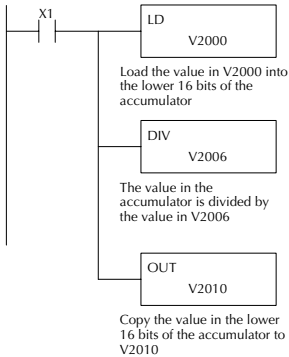 X1
LD
V2000
Load the value in V2000 into
the lower 16 bits of the
accumulator
DIV
V2006
The value in the
accumulator is divided by
the value in V2006
OUT
V2010
Copy the value in the lower
16 bits of the accumulator to
V2010